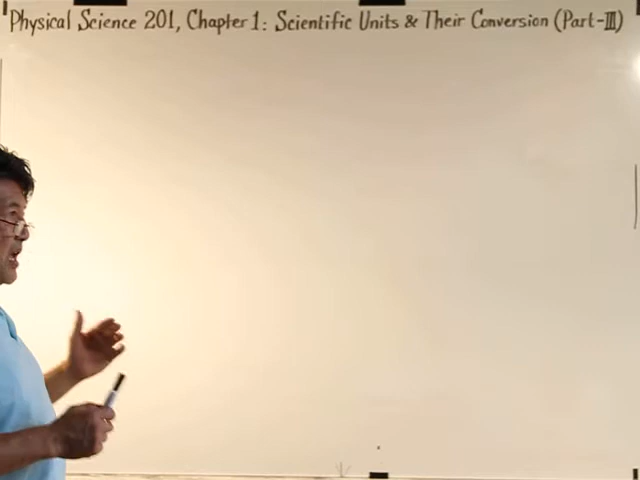 Physical Science 201, Chapter 1: Scientific Units & Their Conversion (Part-III)